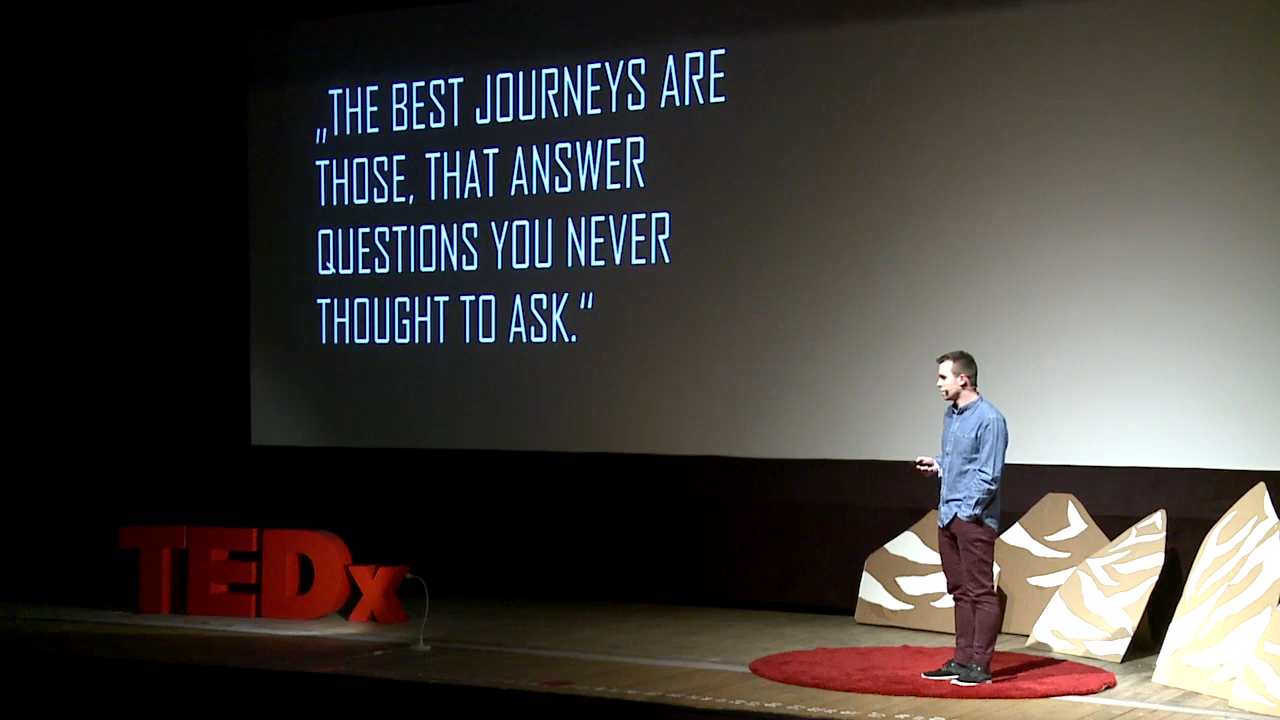 „THE BEST JOURNEYS ARE
THOSE, THAT ANSWER
QUESTIONS YOU NEVER
THOUGHT TO ASK.“
TEDx